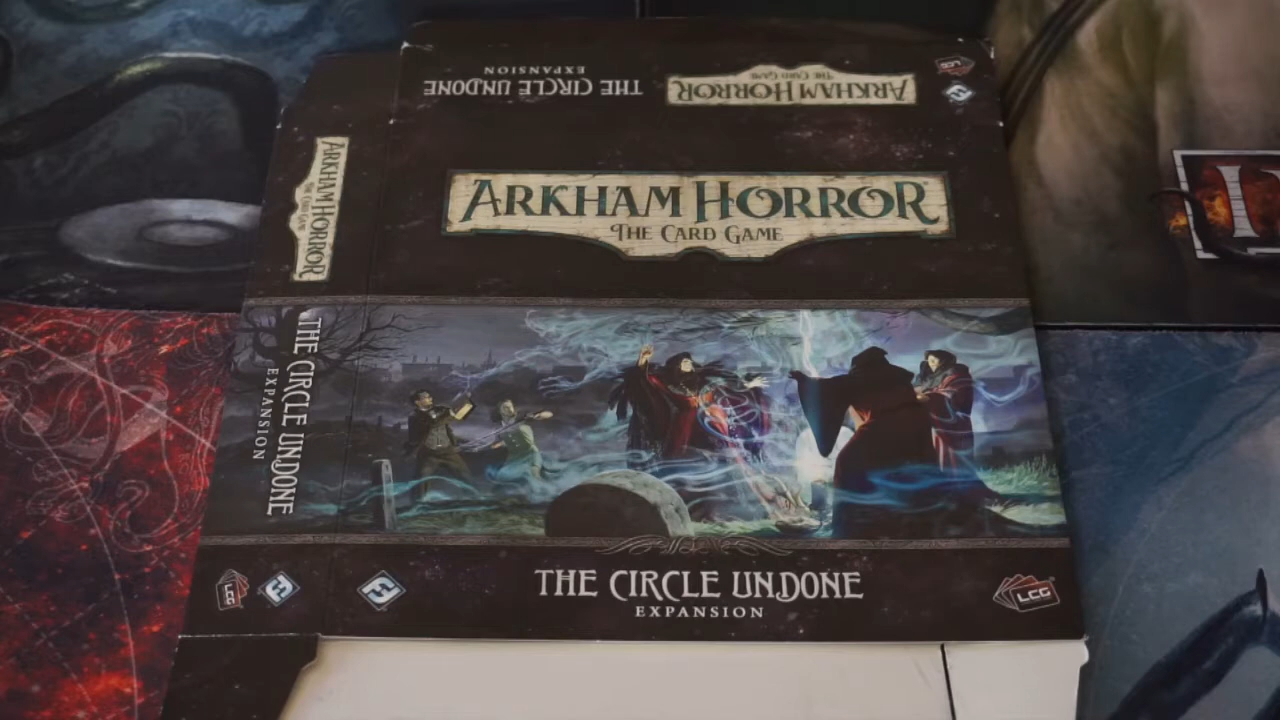 THE CIRCLE UNDONE
EXPANSION
ARKHAM HORROR
THE CARD GAME
LCG
ARKHAM HORROR
THE CARD GAME
ARKHAM HORROR
THE CARD GAME
THE CIRCLE UNDONE
EXPANSION
LCG
THE CIRCLE UNDONE
EXPANSION
LCG